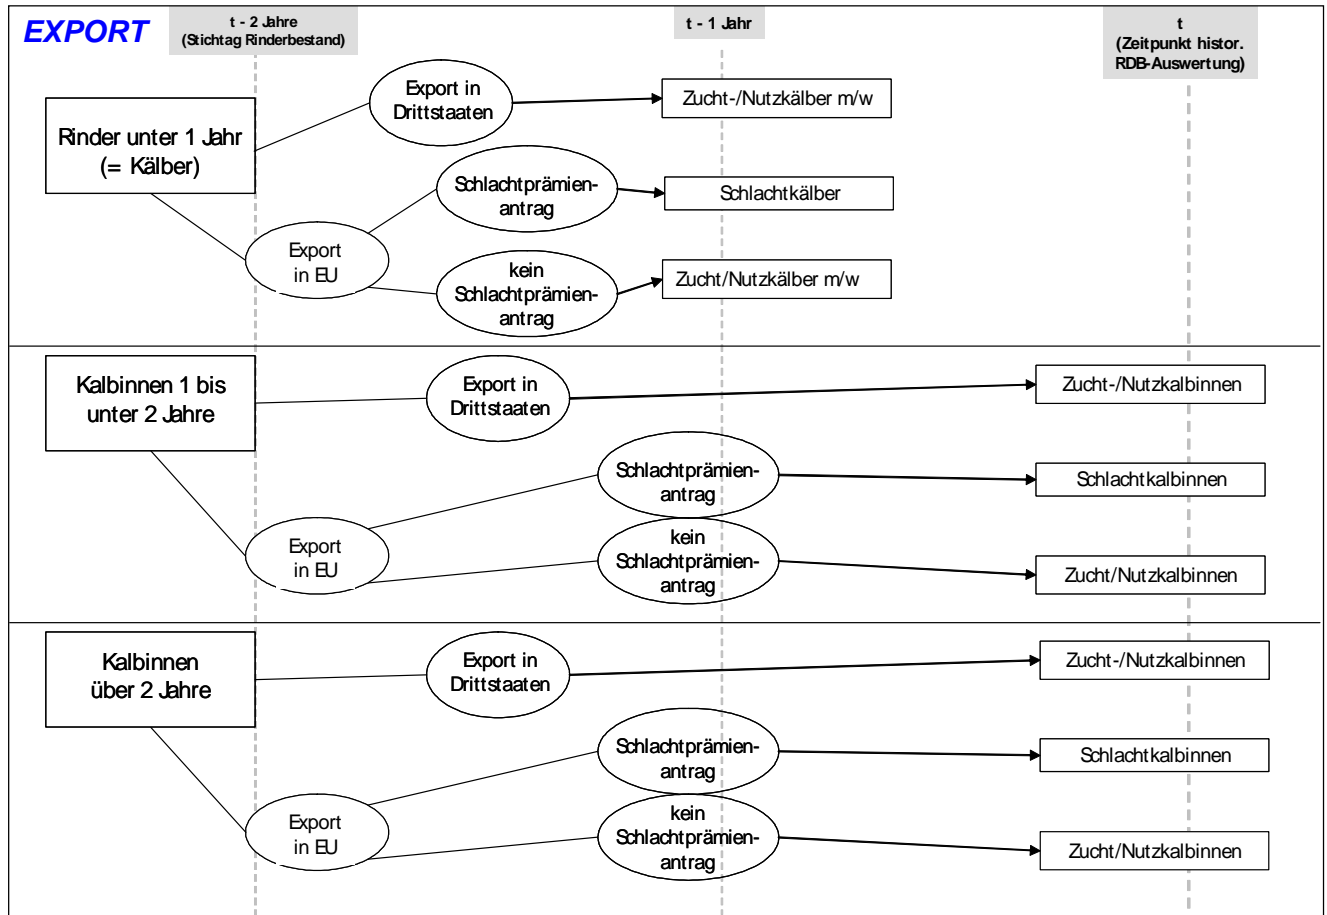 EXPORT
t - 2 Jahre
(Stichtag Rinderbestand)
t - 1 Jahr
t
(Zeitpunkt histor.
RDB-Auswertung)
Rinder unter 1 Jahr
(= Kälber)
Export in
Drittstaaten
Zucht-/Nutzkälber m/w
Export
in EU
Schlachtprämien-
antrag
Schlachtkälber
kein
Schlachtprämien-
antrag
Zucht/Nutzkälber m/w
Kalbinnen 1 bis
unter 2 Jahre
Export in
Drittstaaten
Zucht-/Nutzkalbinnen
Export
in EU
Schlachtprämien-
antrag
Schlachtkalbinnen
kein
Schlachtprämien-
antrag
Zucht/Nutzkalbinnen
Kalbinnen
über 2 Jahre
Export in
Drittstaaten
Zucht-/Nutzkalbinnen
Export
in EU
Schlachtprämien-
antrag
Schlachtkalbinnen
kein
Schlachtprämien-
antrag
Zucht/Nutzkalbinnen